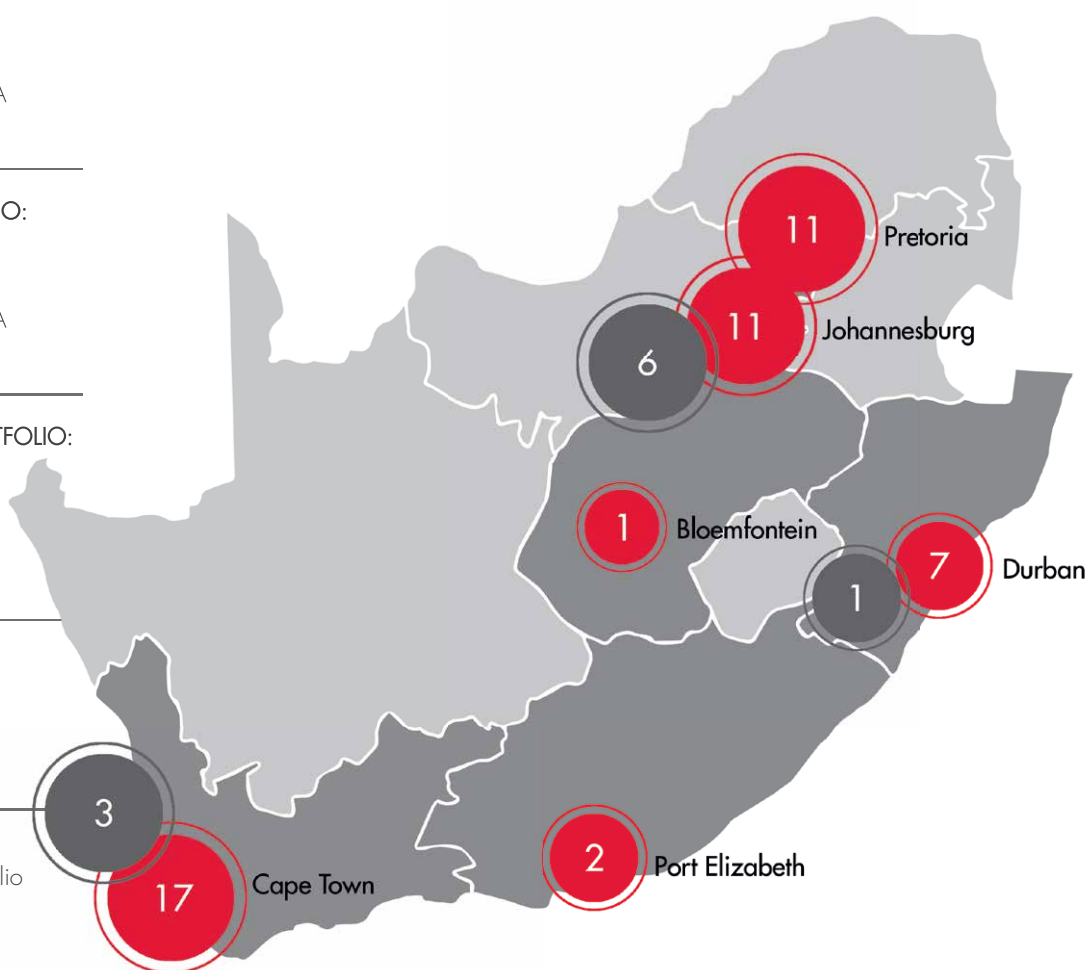 A
O:
A
TFOLIO:
lio
11
Pretoria
11
Johannesburg
6
1
Bloemfontein
7
Durban
1
3
17
Cape Town
2
Port Elizabeth